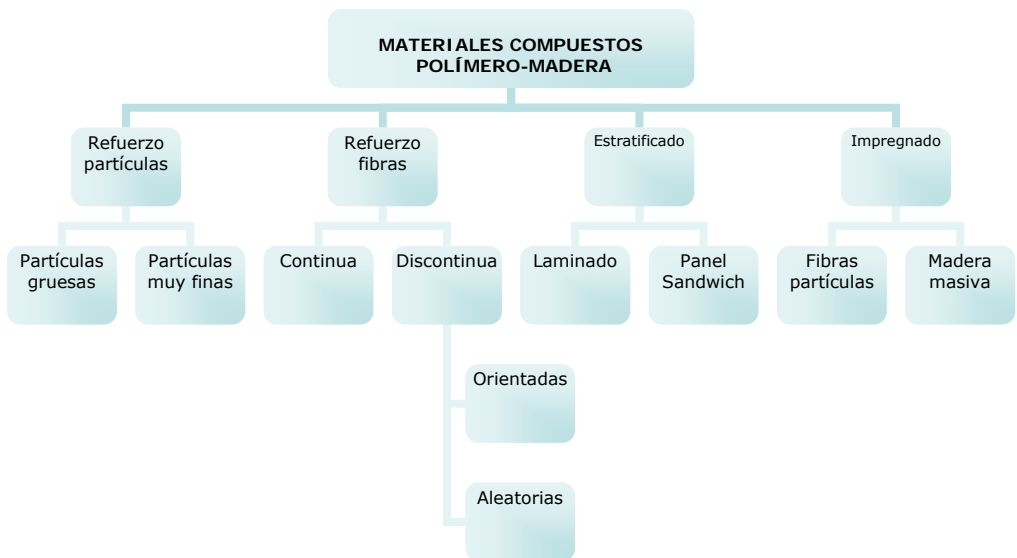 MATERIALES COMPUESTOS
POLÍMERO-MADERA
Refuerzo
partículas
Refuerzo
fibras
Estratificado
Impregnado
Partículas
gruesas
Partículas
muy finas
Continua
Discontinua
Laminado
Panel
Sandwich
Fibras
partículas
Madera
masiva
Orientadas
Aleatorias